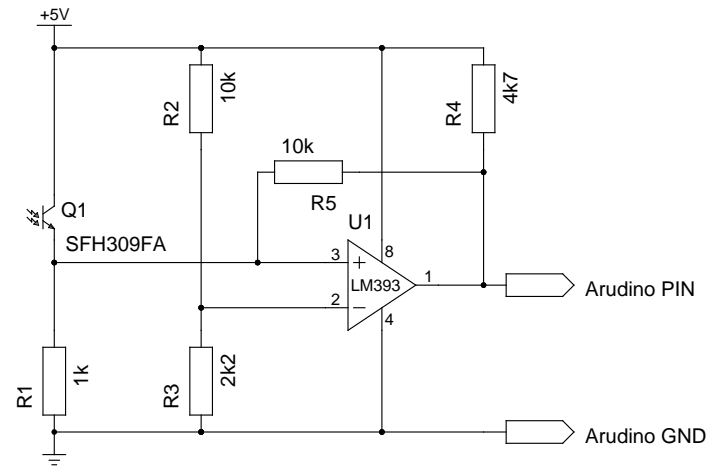 +5V
R2
10k
R4
4k7
10k
R5
Q1
U1
SFH309FA
3
+
8
LM393
1
2
−
4
Arudino PIN
R1
1k
R3
2k2
Arudino GND